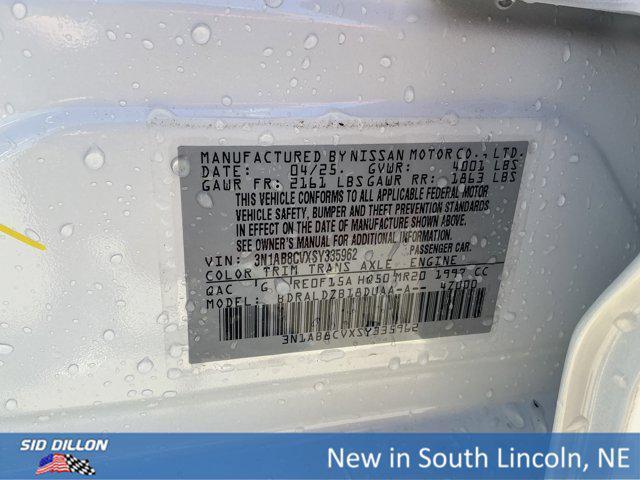 MANUFACTURED BY NISSAN MOTOR CO., LTD.
DATE: 04/25. GVWR: 4001 LBS
GAWR FR: 2161 LBS GAWR RR: 1863 LBS
THIS VEHICLE CONFORMS TO ALL APPLICABLE FEDERAL MOTOR
VEHICLE SAFETY, BUMPER AND THEFT PREVENTION STANDARDS
IN EFFECT ON THE DATE OF MANUFACTURE SHOWN ABOVE.
SEE OWNER'S MANUAL FOR ADDITIONAL INFORMATION.
VIN: 3N1AB8CVXSY335962 PASSENGER CAR.
COLOR TRIM TRANS AXLE. ENGINE
QAC G RE0F15A HQ50 MR20 1997 CC
MODEL: BDRALDZB18DUAA-A-- 4Z000
3N1AB8CVXSY335962
SID DILLON
New in South Lincoln, NE